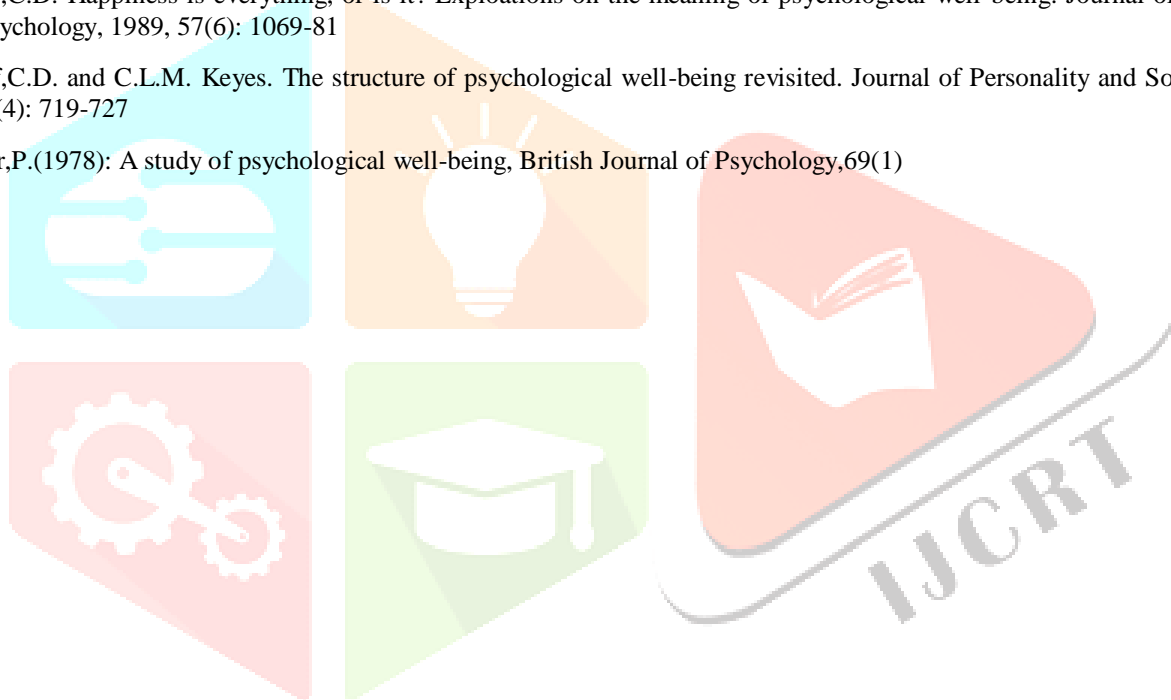 ,C.D. Happiness is everything, or is it? Exploations on the meaning of psychological well-being. Journal of
ychology, 1989, 57(6): 1069-81
,C.D. and C.L.M. Keyes. The structure of psychological well-being revisited. Journal of Personality and So
(4): 719-727
r,P.(1978): A study of psychological well-being, British Journal of Psychology,69(1)
IJCRT